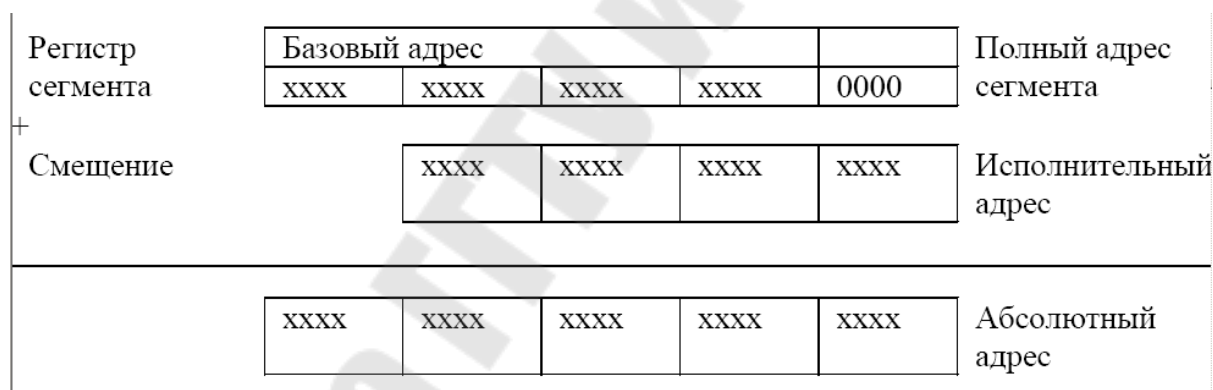 Регистр Базовый адрес Полный адрес
сегмента xxxx xxxx xxxx xxxx 0000 сегмента
+
Смещение xxxx xxxx xxxx xxxx Исполнительный
адрес
xxxx xxxx xxxx xxxx xxxx Абсолютный
адрес